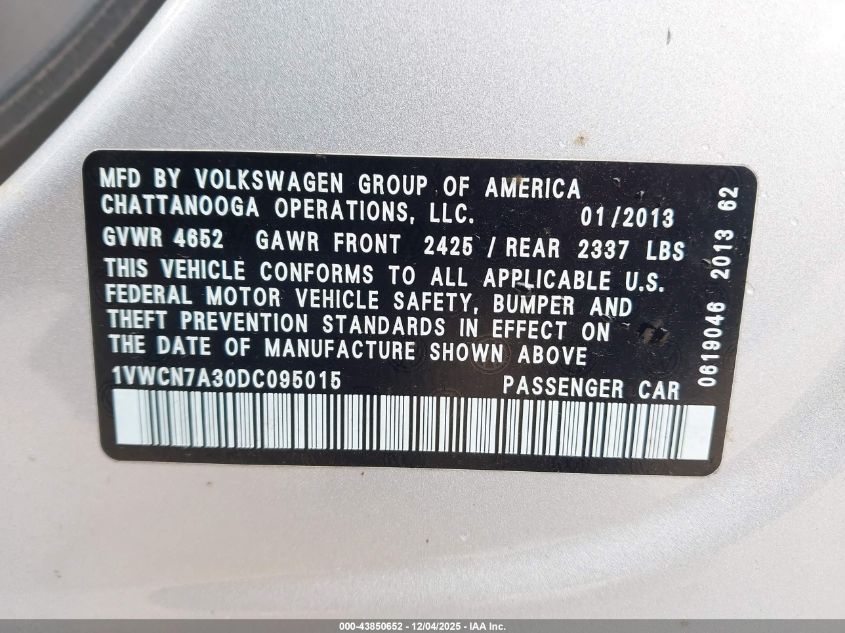 MFD BY VOLKSWAGEN GROUP OF AMERICA
CHATTANOOGA OPERATIONS, LLC. 01/2013
GVWR 4652 GAWR FRONT 2425 / REAR 2337 LBS
THIS VEHICLE CONFORMS TO ALL APPLICABLE U.S.
FEDERAL MOTOR VEHICLE SAFETY, BUMPER AND
THEFT PREVENTION STANDARDS IN EFFECT ON
THE DATE OF MANUFACTURE SHOWN ABOVE
1VWCN7A30DC095015 PASSENGER CAR
0619046 2013 62
000-43850652 - 12/04/2025 - IAA Inc.